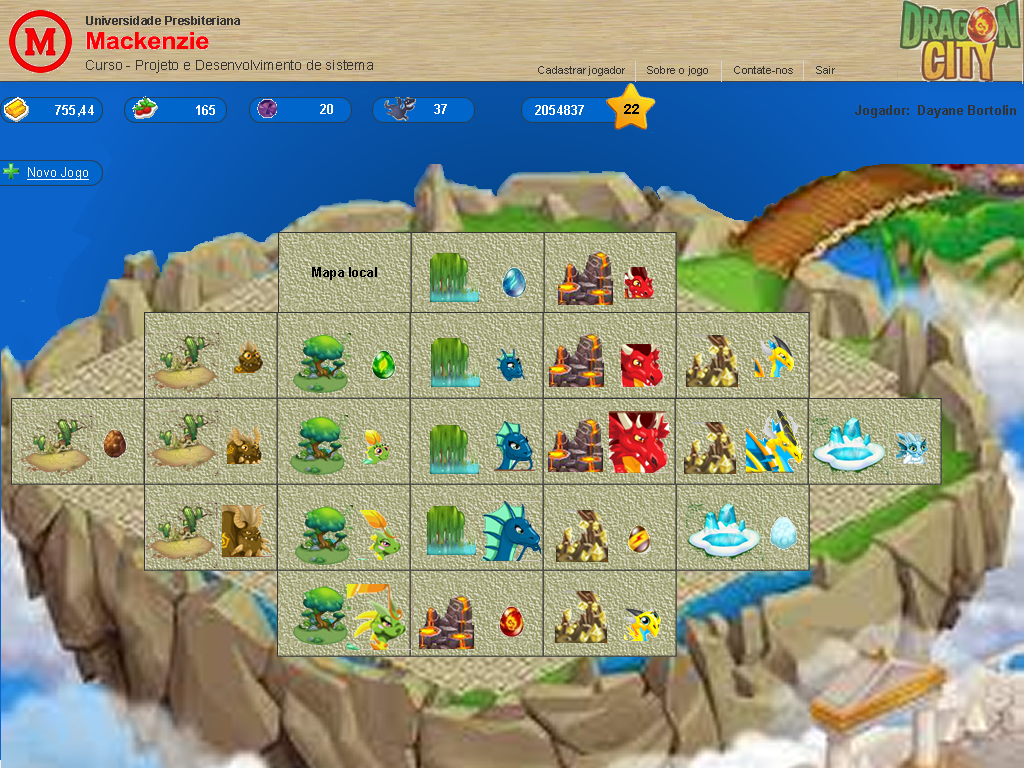 M
Universidade Presbiteriana
Mackenzie
Curso - Projeto e Desenvolvimento de sistema
Cadastrar jogador Sobre o jogo Contate-nos Sair
DRAGON
CITY
755,44 165 20 37 2054837 22 Jogador: Dayane Bortolin
Novo Jogo
Mapa local